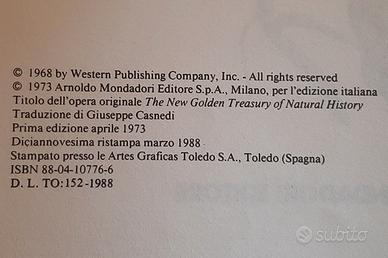 © 1968 by Western Publishing Company, Inc. - All rights reserved
© 1973 Arnoldo Mondadori Editore S.p.A., Milano, per l'edizione italiana
Titolo dell'opera originale The New Golden Treasury of Natural History
Traduzione di Giuseppe Casnedi
Prima edizione aprile 1973
Diciannovesima ristampa marzo 1988
Stampato presso le Artes Graficas Toledo S.A., Toledo (Spagna)
ISBN 88-04-10776-6
D. L. TO:152-1988
subito